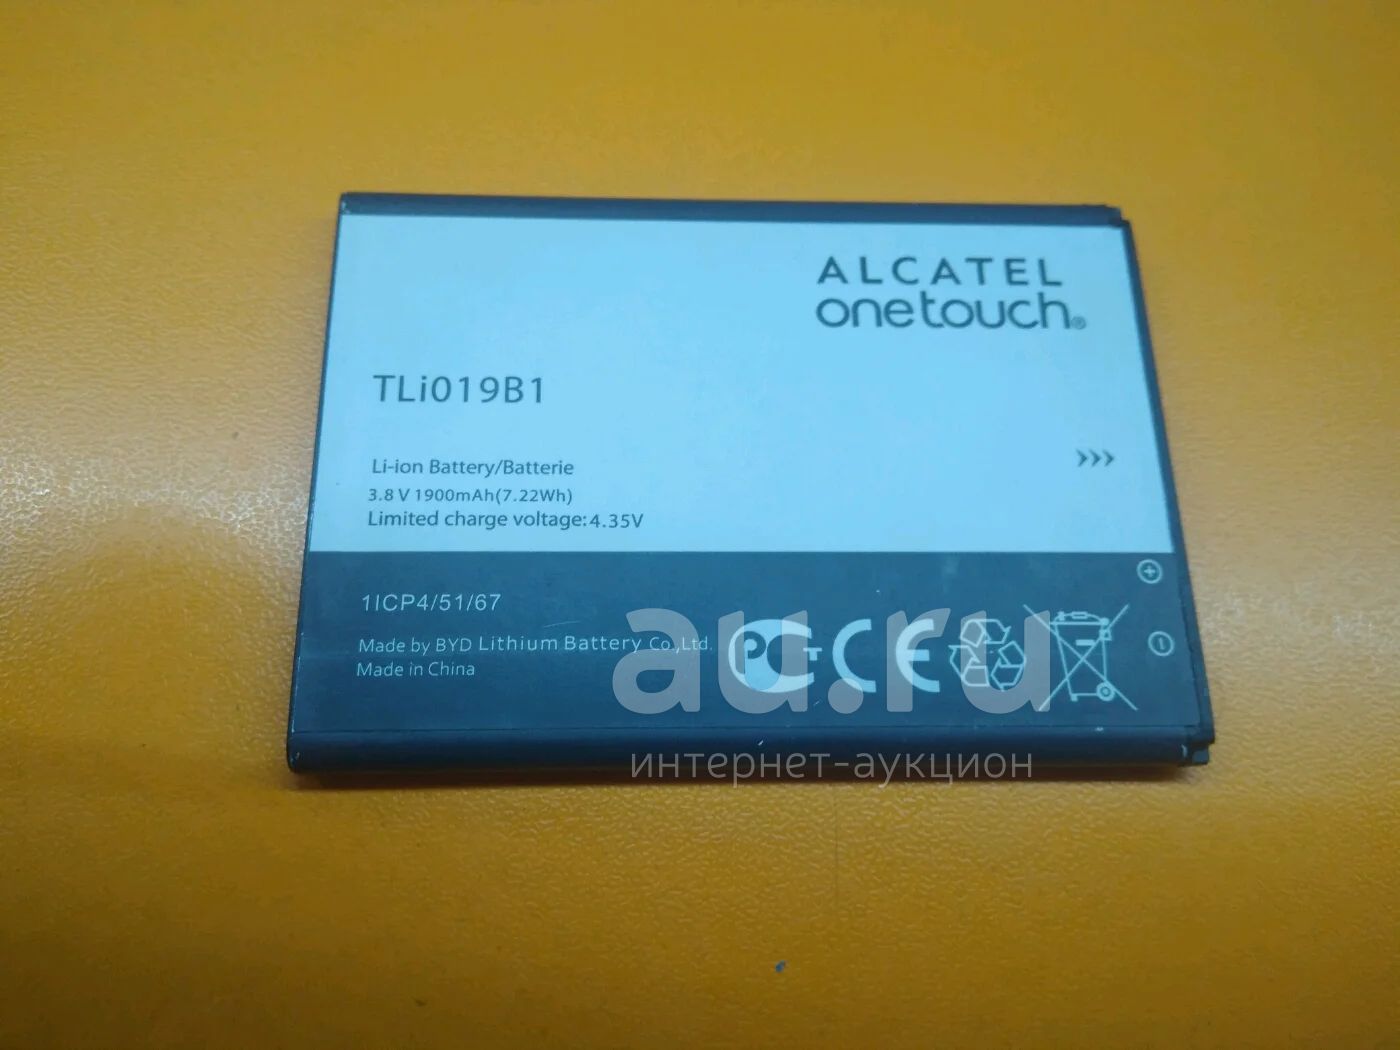 ALCATEL
onetouch®
TLi019B1
>>>
Li-ion Battery/Batterie
3.8 V 1900mAh(7.22Wh)
Limited charge voltage:4.35V
1ICP4/51/67
Made by BYD Lithium Battery Co.,Ltd.
Made in China
PCT CE
au.ru
интернет-аукцион